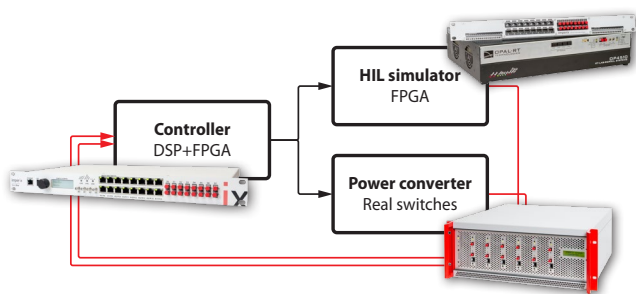 OPAL-RT
HIL simulator
FPGA
Controller
DSP+FPGA
Power converter
Real switches